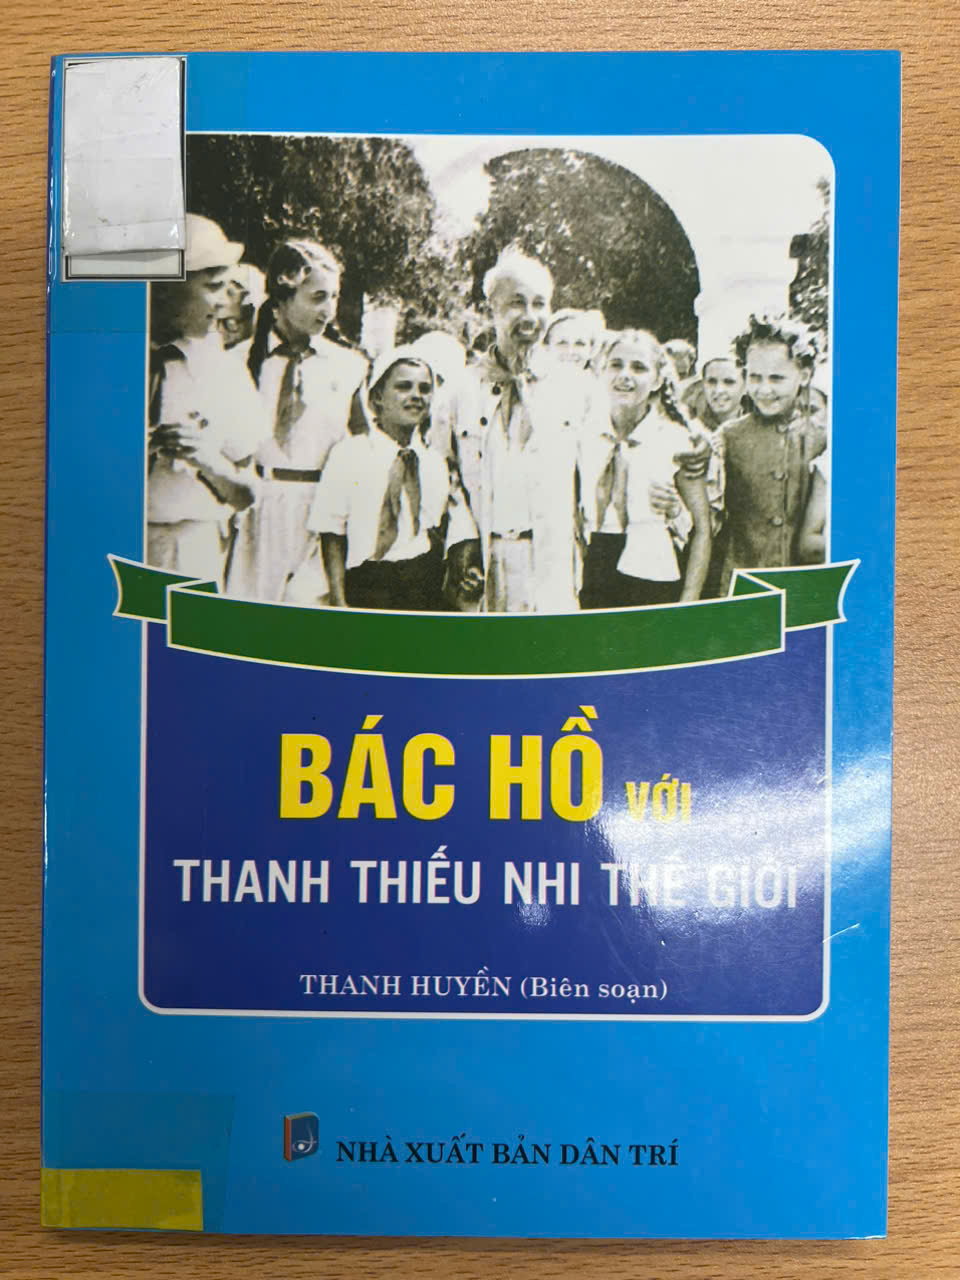 BÁC HỒ với
THANH THIẾU NHI THẾ GIỚI
THANH HUYỀN (Biên soạn)
NHÀ XUẤT BẢN DÂN TRÍ